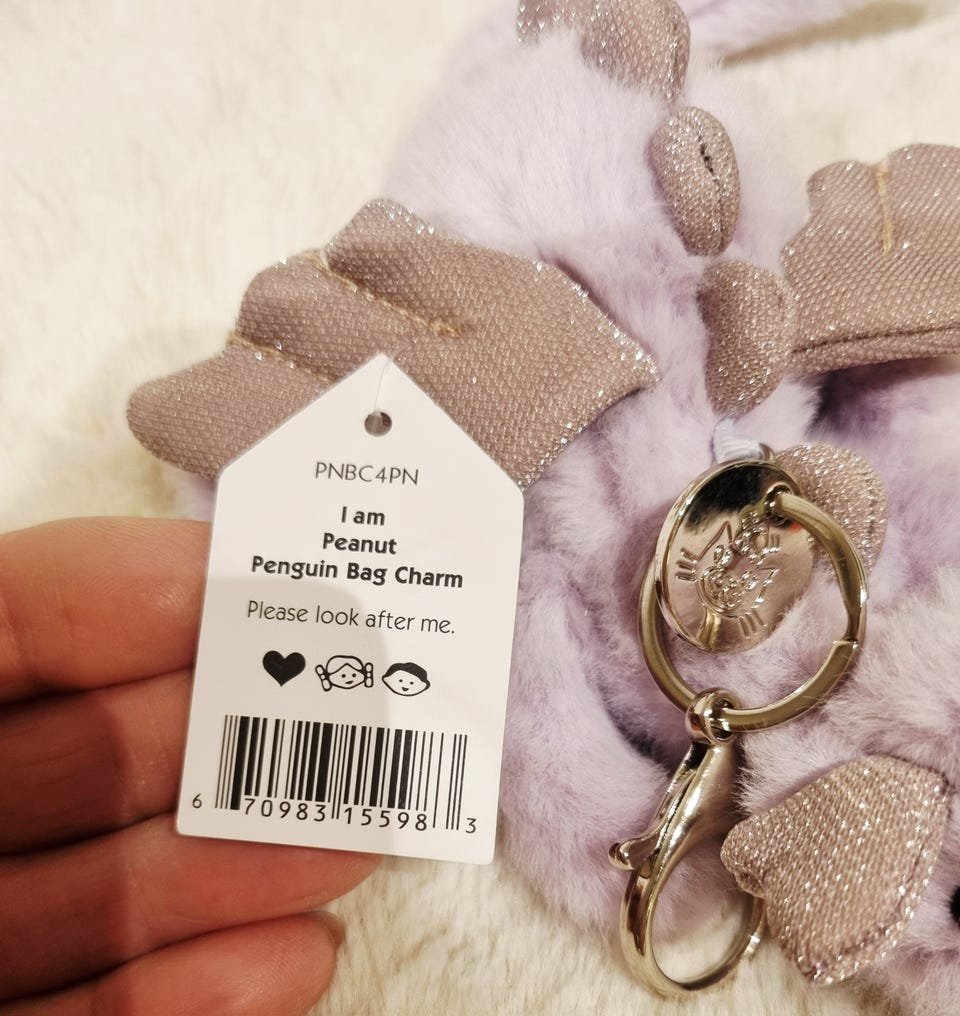 PNBC4PN
I am
Peanut
Penguin Bag Charm
Please look after me.
6 70983 15598 3